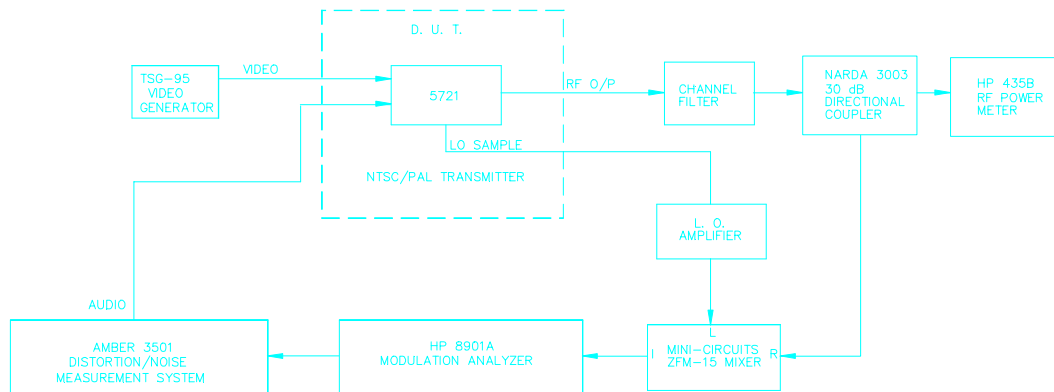 D. U. T.
TSG-95
VIDEO
GENERATOR
VIDEO
5721
RF O/P
CHANNEL
FILTER
NARDA 3003
30 dB
DIRECTIONAL
COUPLER
HP 435B
RF POWER
METER
LO SAMPLE
NTSC/PAL TRANSMITTER
L. O.
AMPLIFIER
AUDIO
AMBER 3501
DISTORTION/NOISE
MEASUREMENT SYSTEM
HP 8901A
MODULATION ANALYZER
L
I
MINI-CIRCUITS
ZFM-15 MIXER
R